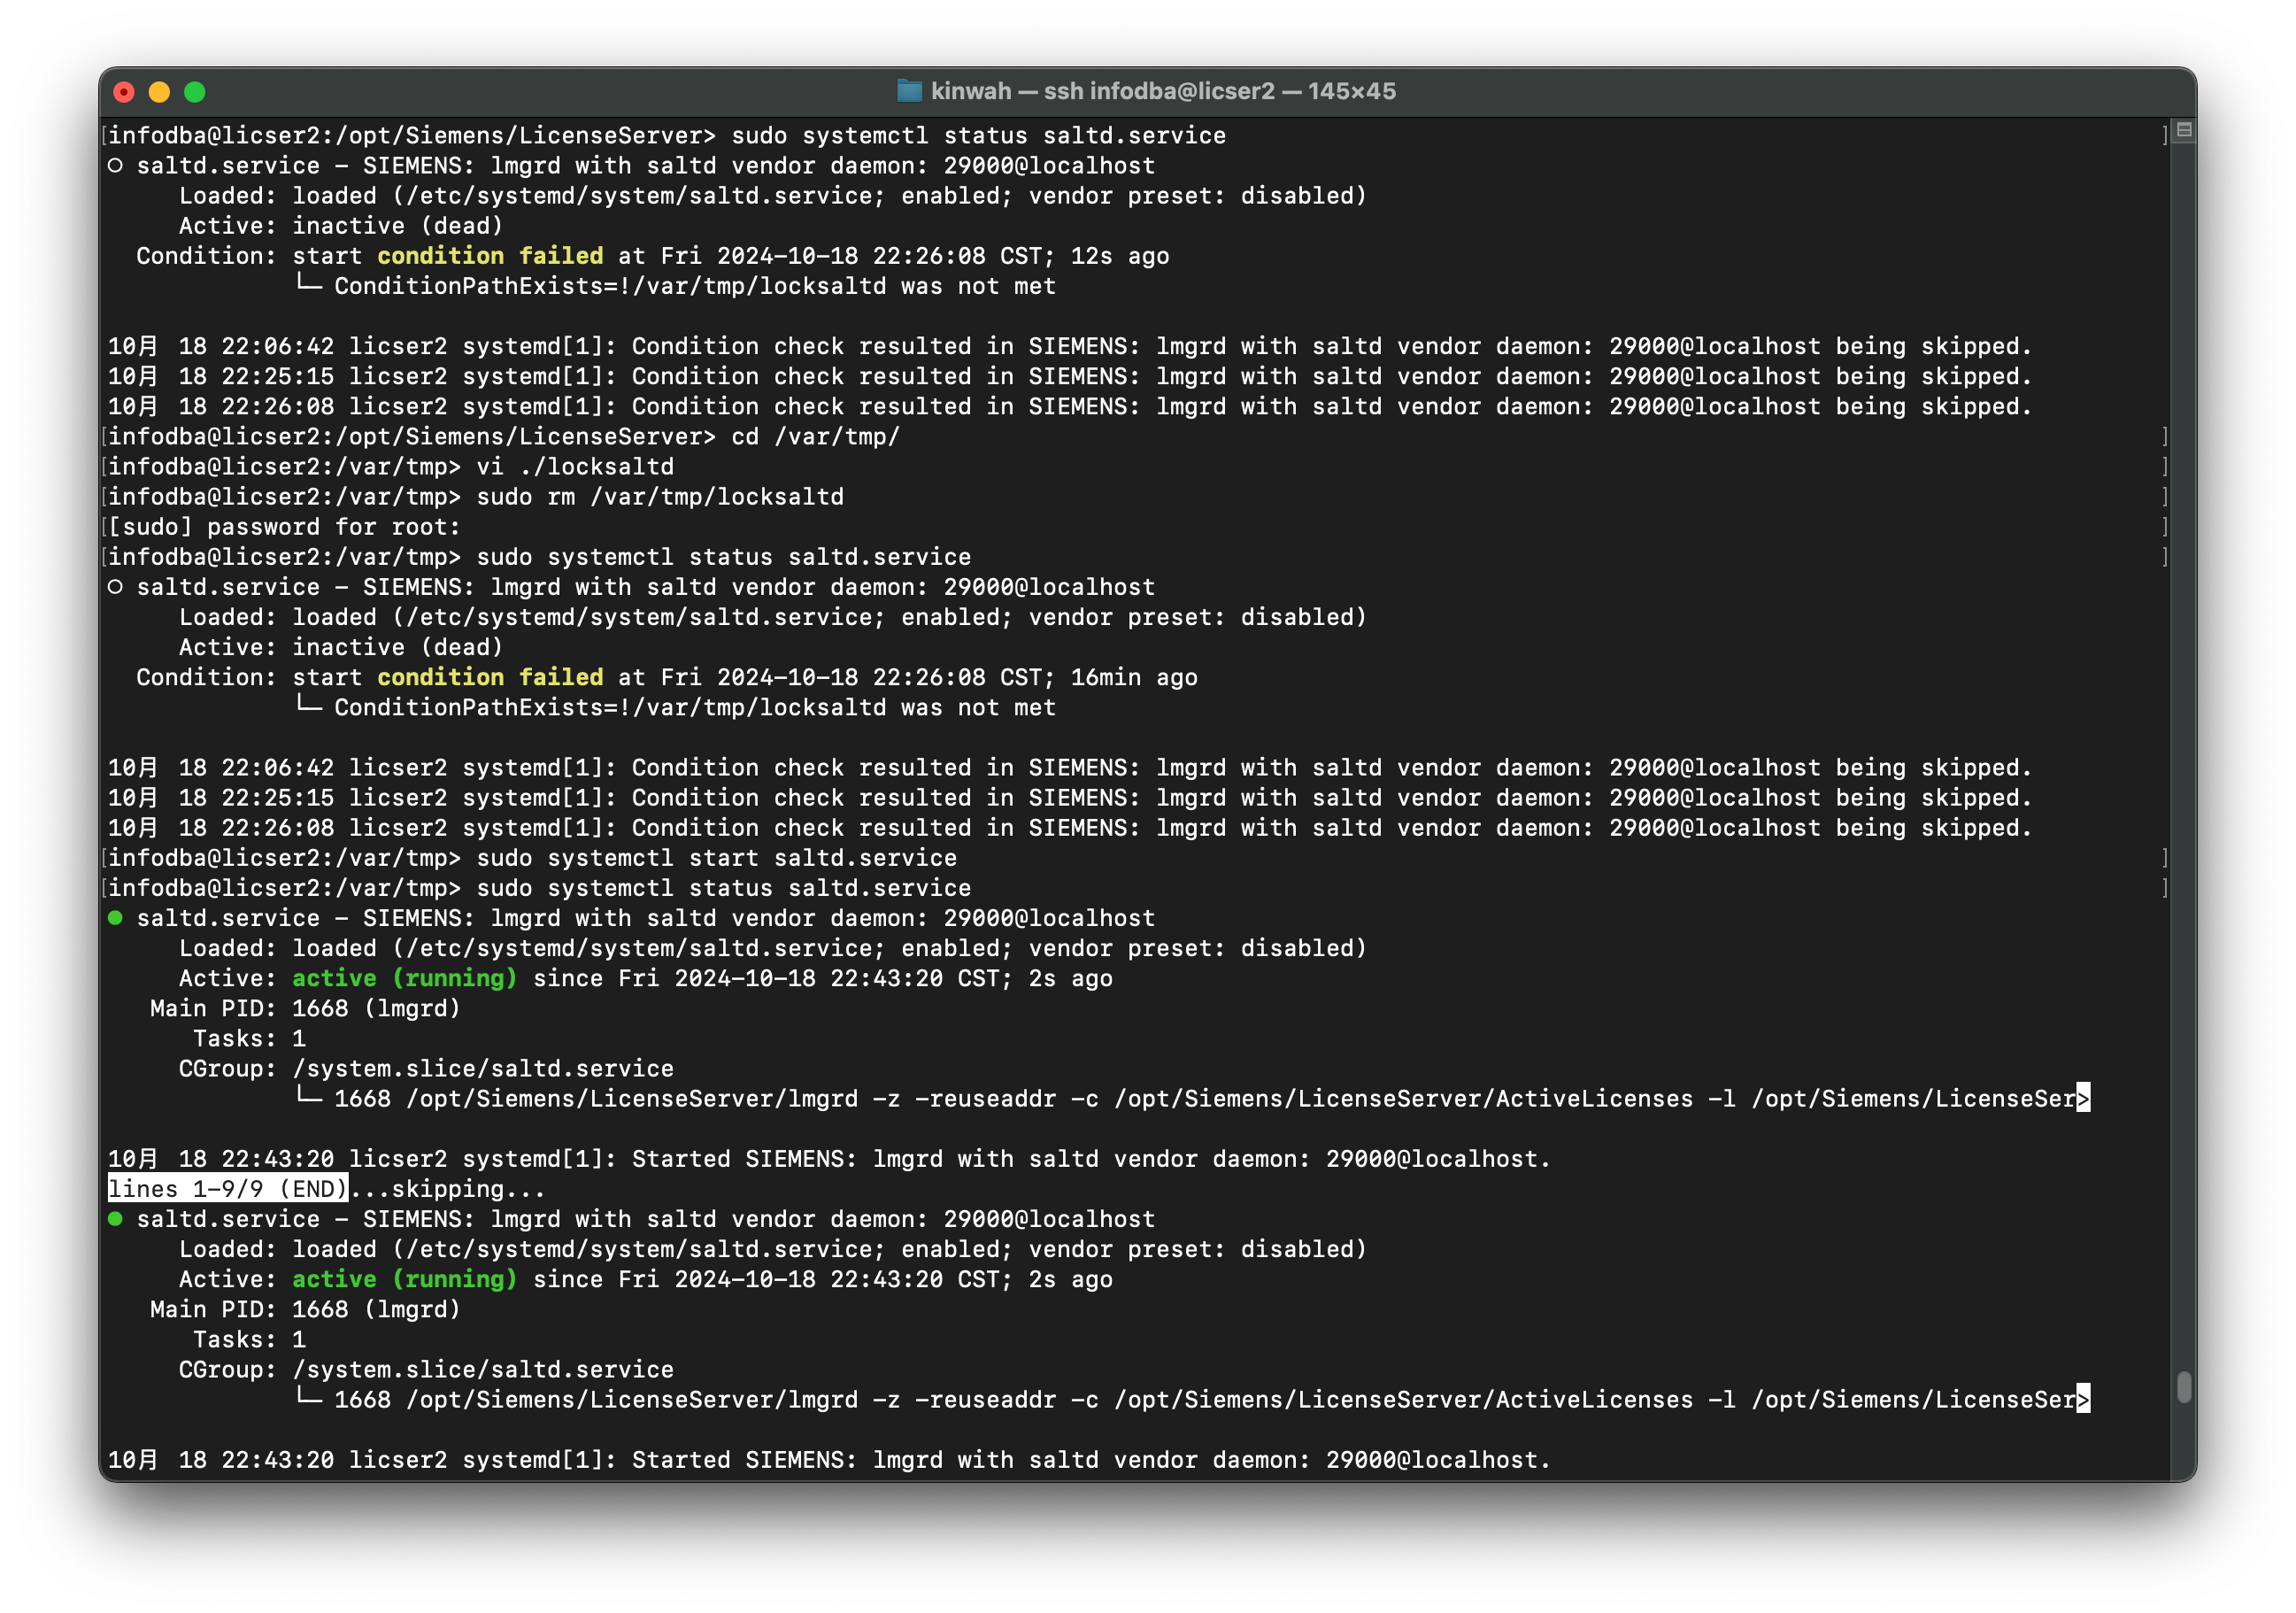 kinwah — ssh infodba@licser2 — 145×45
[infodba@licser2:/opt/Siemens/LicenseServer> sudo systemctl status saltd.service ]
○ saltd.service - SIEMENS: lmgrd with saltd vendor daemon: 29000@localhost
Loaded: loaded (/etc/systemd/system/saltd.service; enabled; vendor preset: disabled)
Active: inactive (dead)
Condition: start condition failed at Fri 2024-10-18 22:26:08 CST; 12s ago
└─ ConditionPathExists=!/var/tmp/locksaltd was not met
10月 18 22:06:42 licser2 systemd[1]: Condition check resulted in SIEMENS: lmgrd with saltd vendor daemon: 29000@localhost being skipped.
10月 18 22:25:15 licser2 systemd[1]: Condition check resulted in SIEMENS: lmgrd with saltd vendor daemon: 29000@localhost being skipped.
10月 18 22:26:08 licser2 systemd[1]: Condition check resulted in SIEMENS: lmgrd with saltd vendor daemon: 29000@localhost being skipped.
[infodba@licser2:/opt/Siemens/LicenseServer> cd /var/tmp/ ]
[infodba@licser2:/var/tmp> vi ./locksaltd ]
[infodba@licser2:/var/tmp> sudo rm /var/tmp/locksaltd ]
[[sudo] password for root: ]
[infodba@licser2:/var/tmp> sudo systemctl status saltd.service ]
○ saltd.service - SIEMENS: lmgrd with saltd vendor daemon: 29000@localhost
Loaded: loaded (/etc/systemd/system/saltd.service; enabled; vendor preset: disabled)
Active: inactive (dead)
Condition: start condition failed at Fri 2024-10-18 22:26:08 CST; 16min ago
└─ ConditionPathExists=!/var/tmp/locksaltd was not met
10月 18 22:06:42 licser2 systemd[1]: Condition check resulted in SIEMENS: lmgrd with saltd vendor daemon: 29000@localhost being skipped.
10月 18 22:25:15 licser2 systemd[1]: Condition check resulted in SIEMENS: lmgrd with saltd vendor daemon: 29000@localhost being skipped.
10月 18 22:26:08 licser2 systemd[1]: Condition check resulted in SIEMENS: lmgrd with saltd vendor daemon: 29000@localhost being skipped.
[infodba@licser2:/var/tmp> sudo systemctl start saltd.service ]
[infodba@licser2:/var/tmp> sudo systemctl status saltd.service ]
● saltd.service - SIEMENS: lmgrd with saltd vendor daemon: 29000@localhost
Loaded: loaded (/etc/systemd/system/saltd.service; enabled; vendor preset: disabled)
Active: active (running) since Fri 2024-10-18 22:43:20 CST; 2s ago
Main PID: 1668 (lmgrd)
Tasks: 1
CGroup: /system.slice/saltd.service
└─ 1668 /opt/Siemens/LicenseServer/lmgrd -z -reuseaddr -c /opt/Siemens/LicenseServer/ActiveLicenses -l /opt/Siemens/LicenseSer>
10月 18 22:43:20 licser2 systemd[1]: Started SIEMENS: lmgrd with saltd vendor daemon: 29000@localhost.
lines 1-9/9 (END)...skipping...
● saltd.service - SIEMENS: lmgrd with saltd vendor daemon: 29000@localhost
Loaded: loaded (/etc/systemd/system/saltd.service; enabled; vendor preset: disabled)
Active: active (running) since Fri 2024-10-18 22:43:20 CST; 2s ago
Main PID: 1668 (lmgrd)
Tasks: 1
CGroup: /system.slice/saltd.service
└─ 1668 /opt/Siemens/LicenseServer/lmgrd -z -reuseaddr -c /opt/Siemens/LicenseServer/ActiveLicenses -l /opt/Siemens/LicenseSer>
10月 18 22:43:20 licser2 systemd[1]: Started SIEMENS: lmgrd with saltd vendor daemon: 29000@localhost.